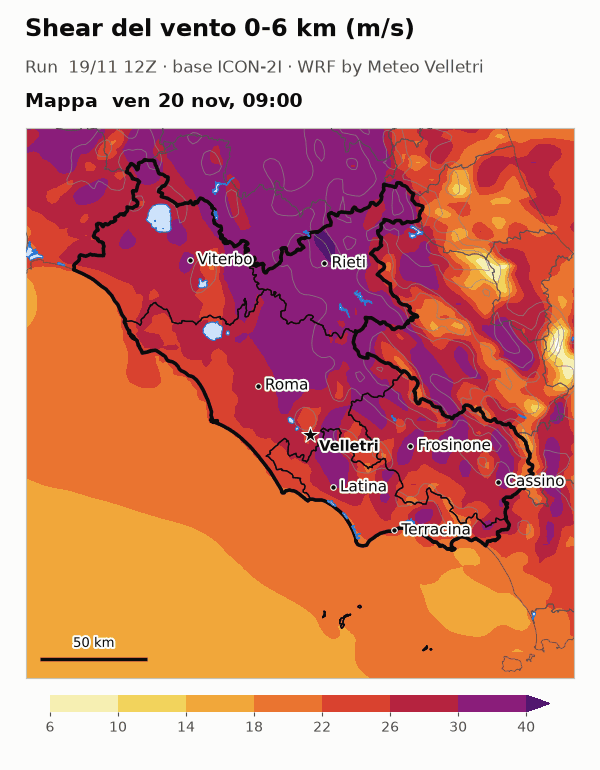 Shear del vento 0-6 km (m/s)
Run  19/11 12Z · base ICON-2I · WRF by Meteo Velletri
Mappa  ven 20 nov, 09:00
Viterbo
Rieti
Roma
Velletri
Frosinone
Latina
Cassino
Terracina
50 km
6 10 14 18 22 26 30 40